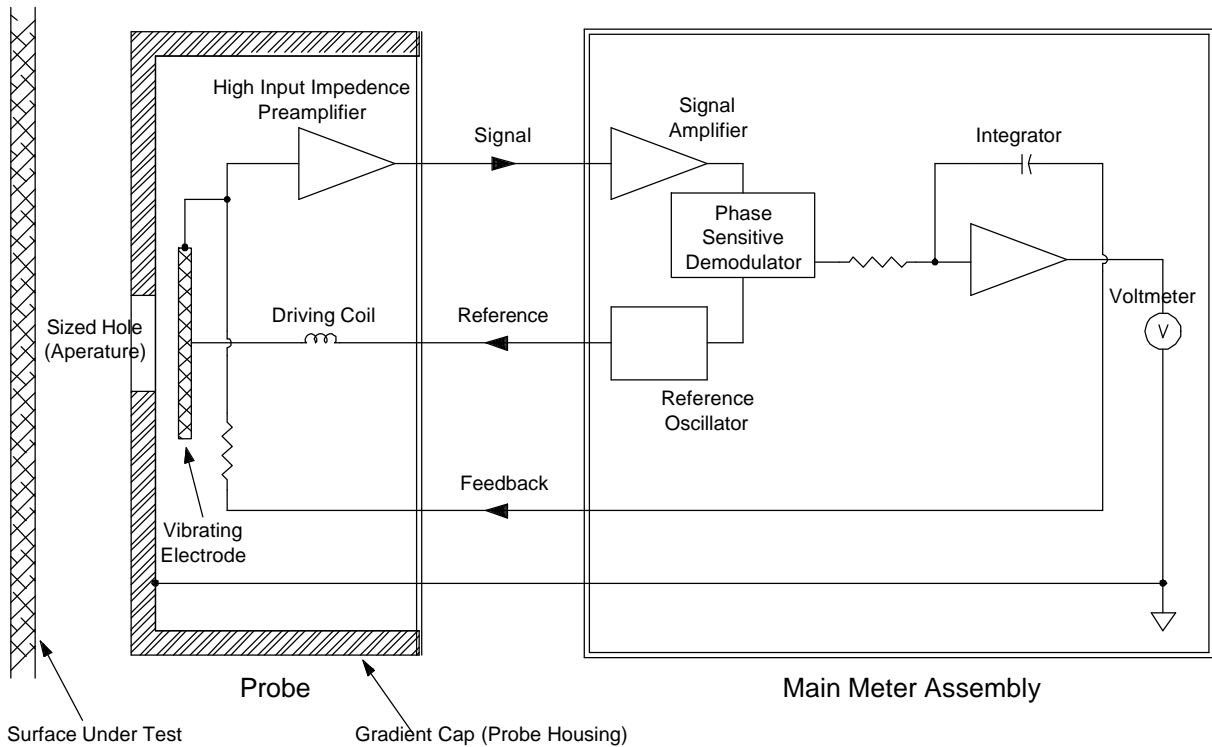 High Input Impedence
Preamplifier
Signal
Signal
Amplifier
Integrator
Phase
Sensitive
Demodulator
Sized Hole
(Aperature)
Driving Coil
Reference
Voltmeter
V
Reference
Oscillator
Feedback
Vibrating
Electrode
Probe
Main Meter Assembly
Surface Under Test
Gradient Cap (Probe Housing)